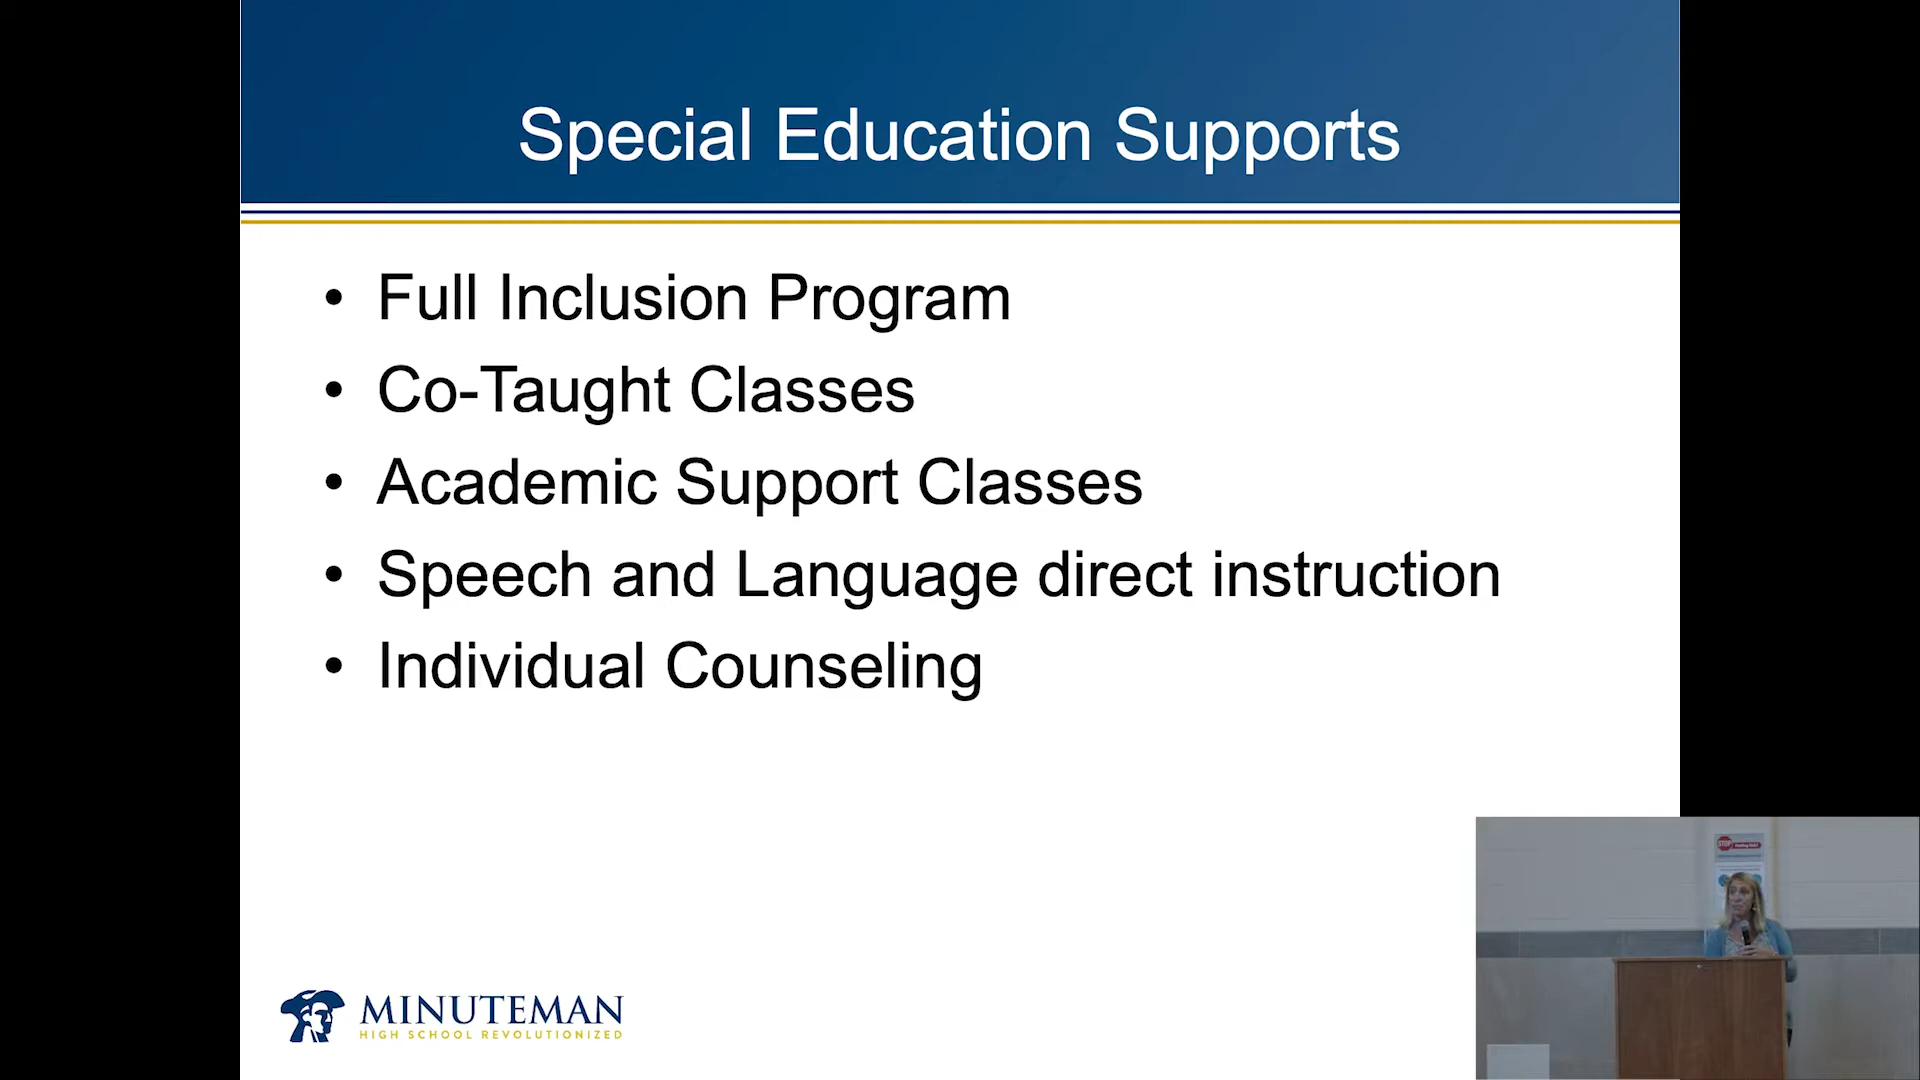 Special Education Supports
• Full Inclusion Program
• Co-Taught Classes
• Academic Support Classes
• Speech and Language direct instruction
• Individual Counseling
MINUTEMAN
HIGH SCHOOL REVOLUTIONIZED
STOP